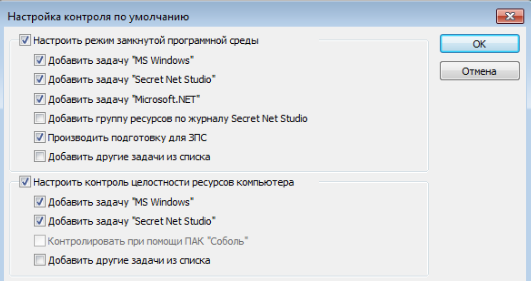 Настройка контроля по умолчанию
Настроить режим замкнутой программной среды
ОК
Добавить задачу "MS Windows"
Отмена
Добавить задачу "Secret Net Studio"
Добавить задачу "Microsoft.NET"
Добавить группу ресурсов по журналу Secret Net Studio
Производить подготовку для ЗПС
Добавить другие задачи из списка
Настроить контроль целостности ресурсов компьютера
Добавить задачу "MS Windows"
Добавить задачу "Secret Net Studio"
Контролировать при помощи ПАК "Соболь"
Добавить другие задачи из списка